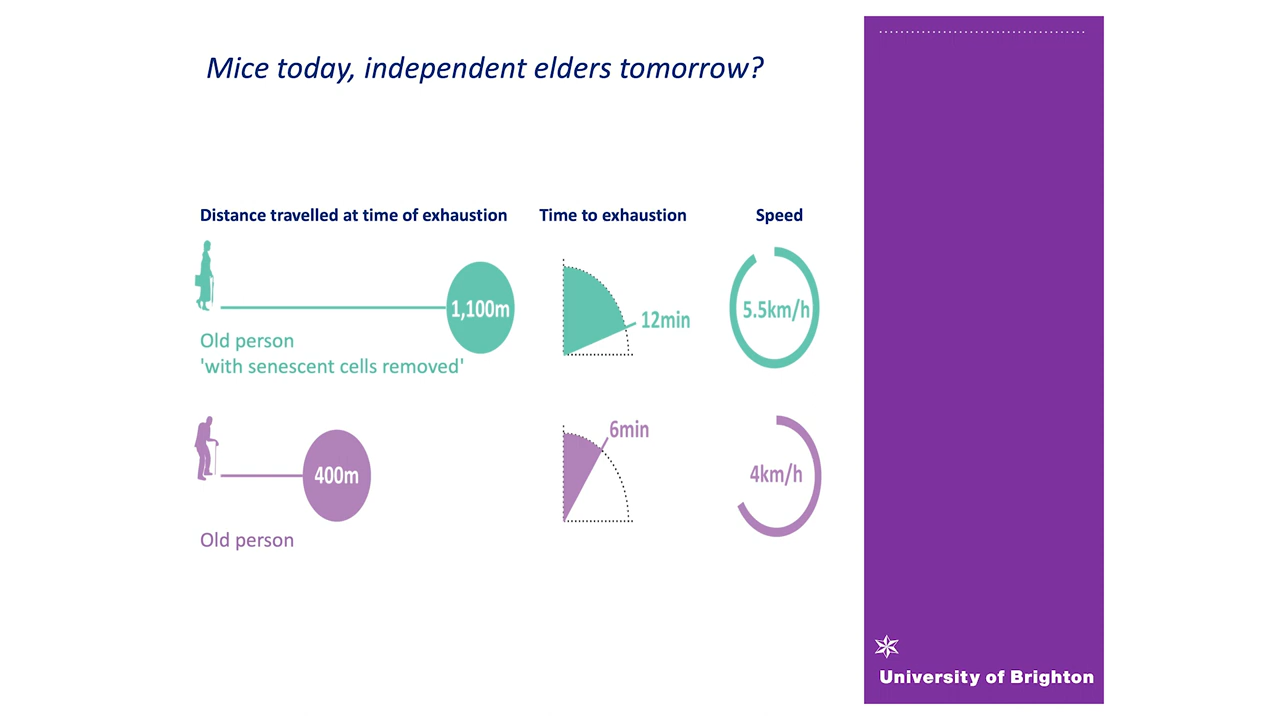 Mice today, independent elders tomorrow?
Distance travelled at time of exhaustion
Time to exhaustion
Speed
1,100m
12min
5.5km/h
Old person
'with senescent cells removed'
6min
400m
4km/h
Old person
University of Brighton